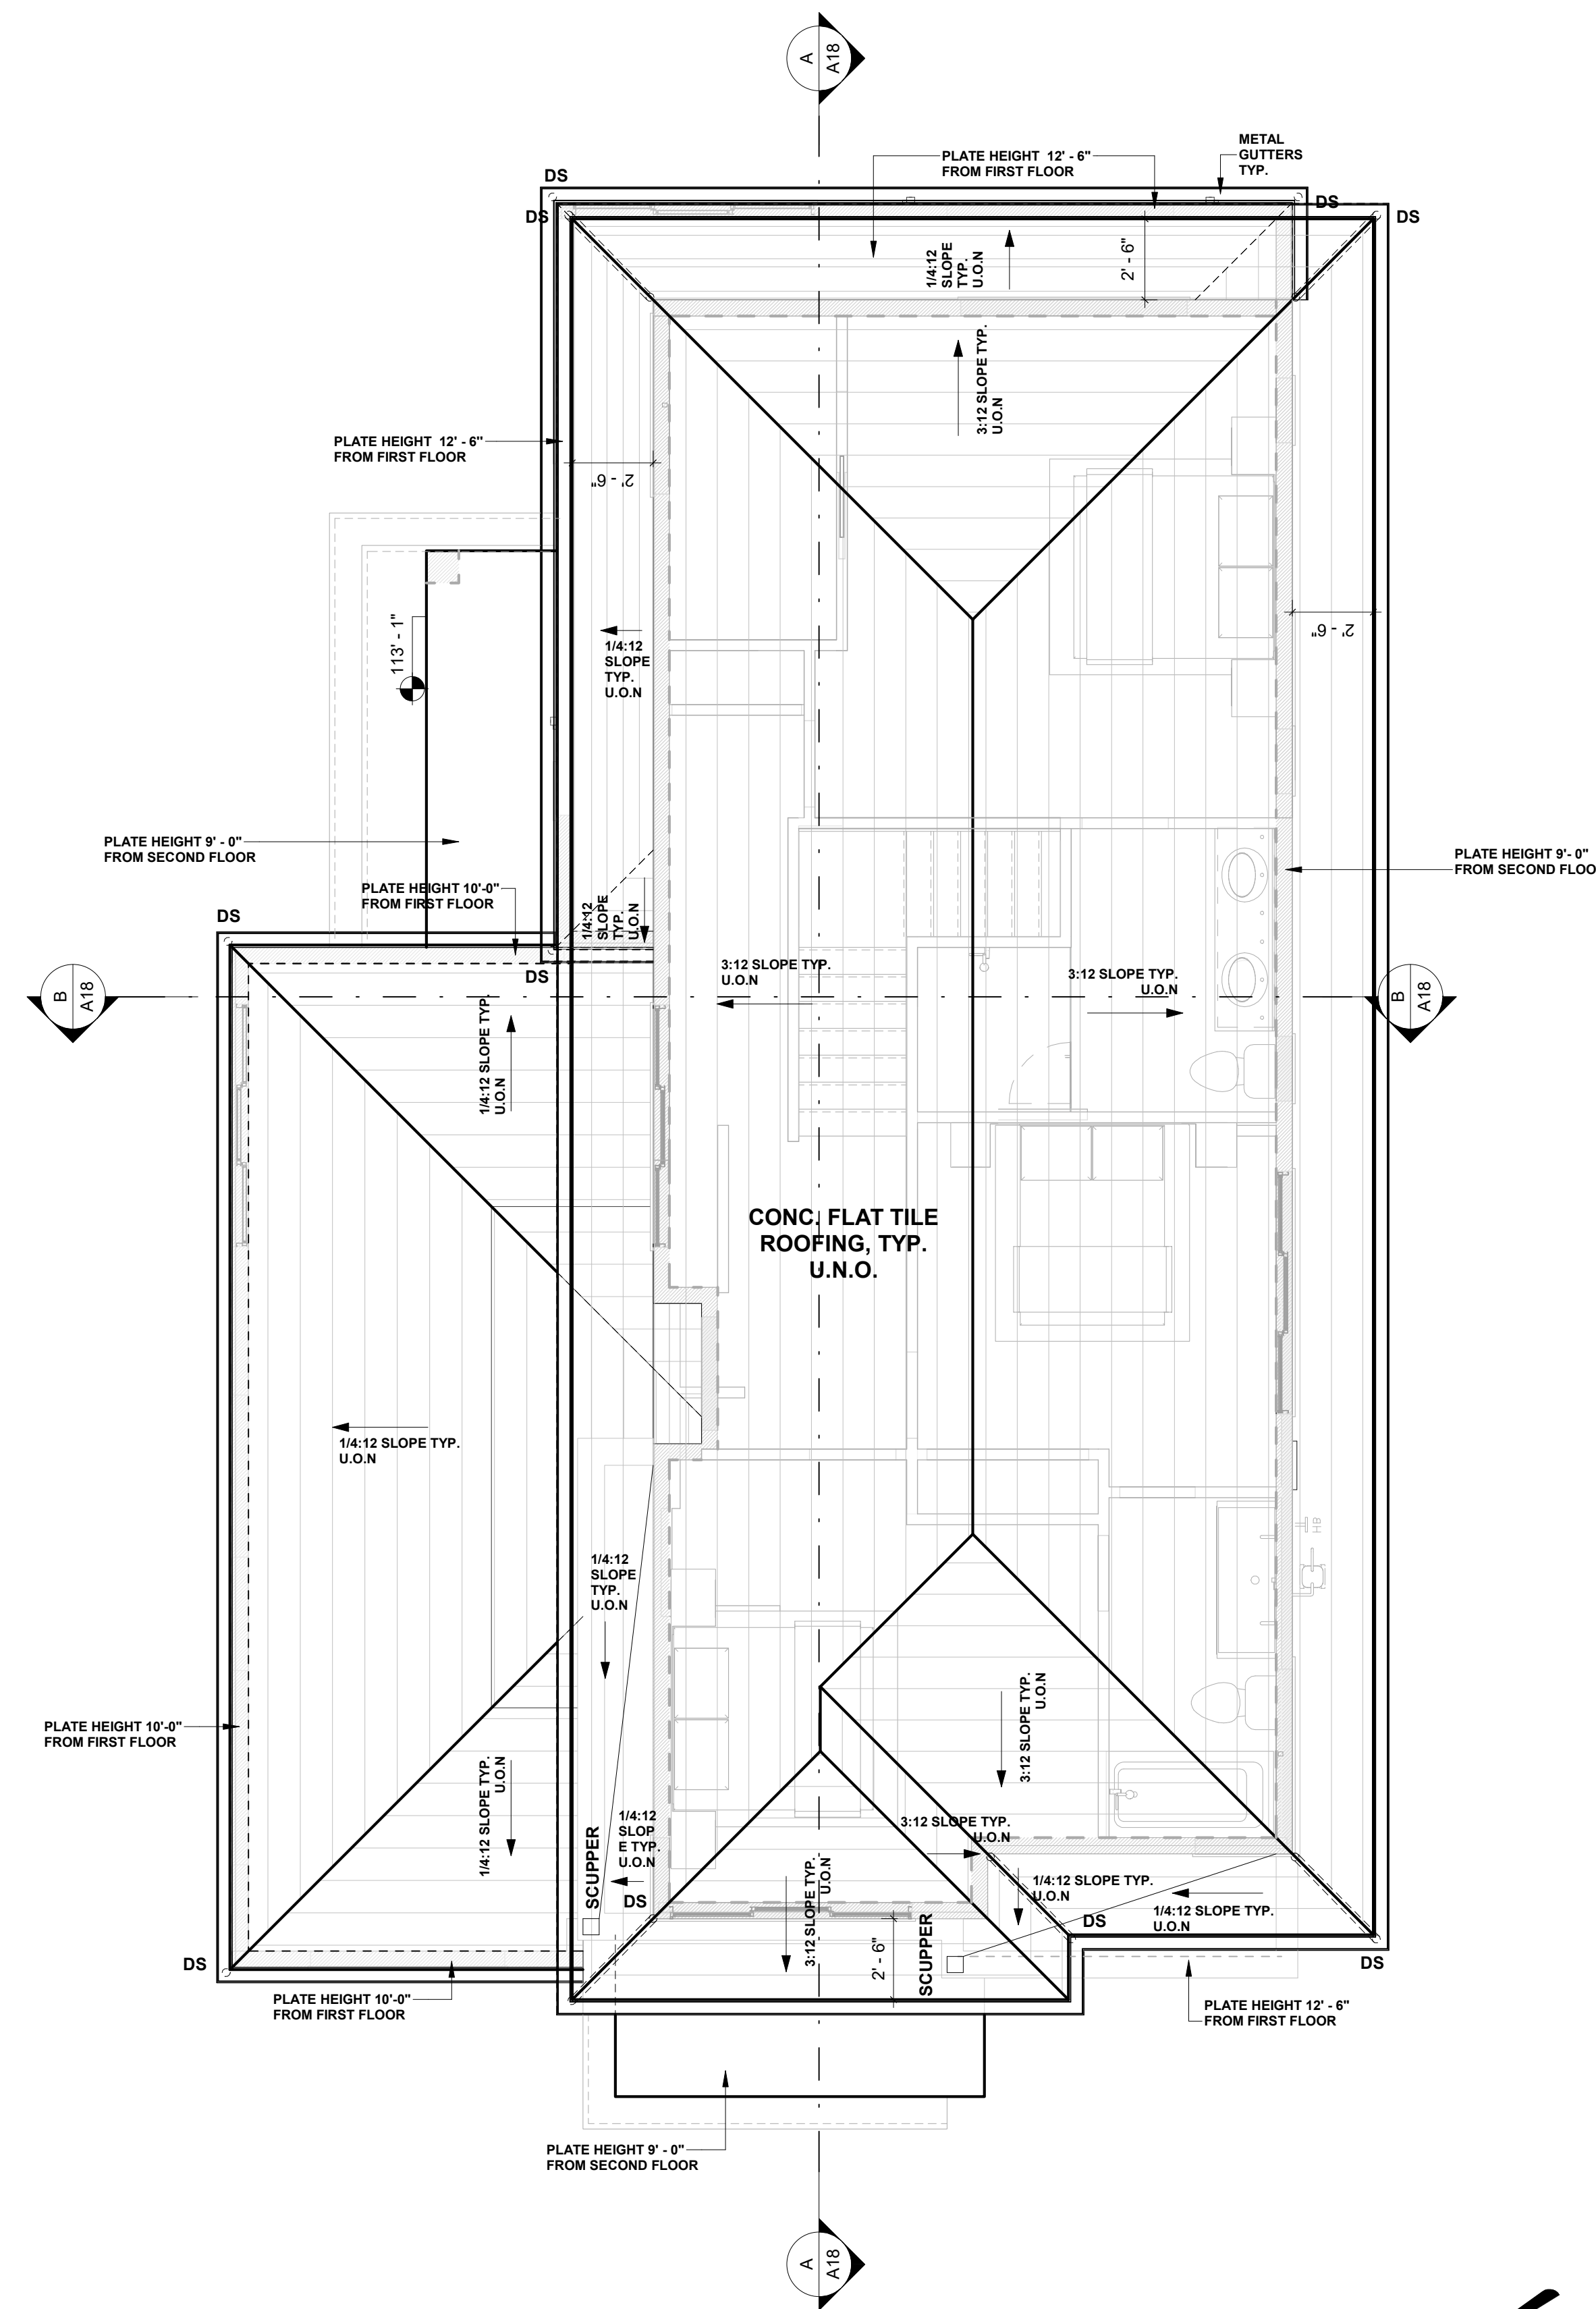 A
A18
METAL
GUTTERS
TYP.
PLATE HEIGHT 12' - 6"
FROM FIRST FLOOR
DS
DS
DS
DS
1/4:12
SLOPE
TYP.
U.O.N
2' - 6"
3:12 SLOPE TYP.
U.O.N
PLATE HEIGHT 12' - 6"
FROM FIRST FLOOR
2' - 6"
2' - 6"
113' - 1"
1/4:12
SLOPE
TYP.
U.O.N
PLATE HEIGHT 9' - 0"
FROM SECOND FLOOR
PLATE HEIGHT 9'- 0"
FROM SECOND FLOO
PLATE HEIGHT 10'-0"
FROM FIRST FLOOR
1/4:12
SLOPE
TYP.
U.O.N
DS
DS
3:12 SLOPE TYP.
U.O.N
3:12 SLOPE TYP.
U.O.N
B
A18
B
A18
1/4:12 SLOPE TYP.
U.O.N
CONC. FLAT TILE
ROOFING, TYP.
U.N.O.
1/4:12 SLOPE TYP.
U.O.N
HB
1/4:12
SLOPE
TYP.
U.O.N
PLATE HEIGHT 10'-0"
FROM FIRST FLOOR
1/4:12 SLOPE TYP.
U.O.N
3:12 SLOPE TYP.
U.O.N
1/4:12
SLOP
E TYP.
U.O.N
3:12 SLOPE TYP.
U.O.N
SCUPPER
DS
3:12 SLOPE TYP.
U.O.N
1/4:12 SLOPE TYP.
U.O.N
1/4:12 SLOPE TYP.
U.O.N
DS
2' - 6"
SCUPPER
DS
DS
PLATE HEIGHT 10'-0"
FROM FIRST FLOOR
PLATE HEIGHT 12' - 6"
FROM FIRST FLOOR
PLATE HEIGHT 9' - 0"
FROM SECOND FLOOR
A
A18